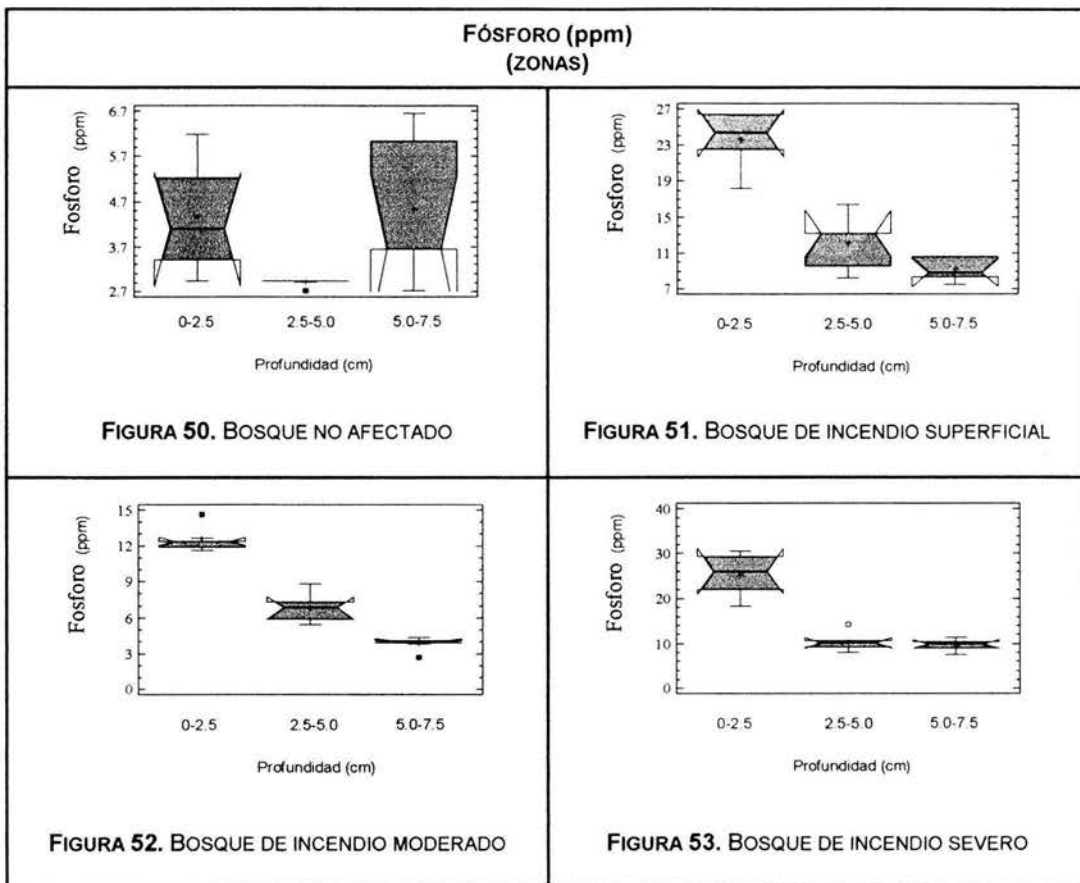 FÓSFORO (ppm)
(ZONAS)
Fosforo (ppm)
6.7
5.7
4.7
3.7
2.7
0-2.5
2.5-5.0
5.0-7.5
Profundidad (cm)
FIGURA 50. BOSQUE NO AFECTADO
Fosforo (ppm)
27
23
19
15
11
7
0-2.5
2.5-5.0
5.0-7.5
Profundidad (cm)
FIGURA 51. BOSQUE DE INCENDIO SUPERFICIAL
Fosforo (ppm)
15
12
9
6
3
0
0-2.5
2.5-5.0
5.0-7.5
Profundidad (cm)
FIGURA 52. BOSQUE DE INCENDIO MODERADO
Fosforo (ppm)
40
30
20
10
0
0-2.5
2.5-5.0
5.0-7.5
Profundidad (cm)
FIGURA 53. BOSQUE DE INCENDIO SEVERO